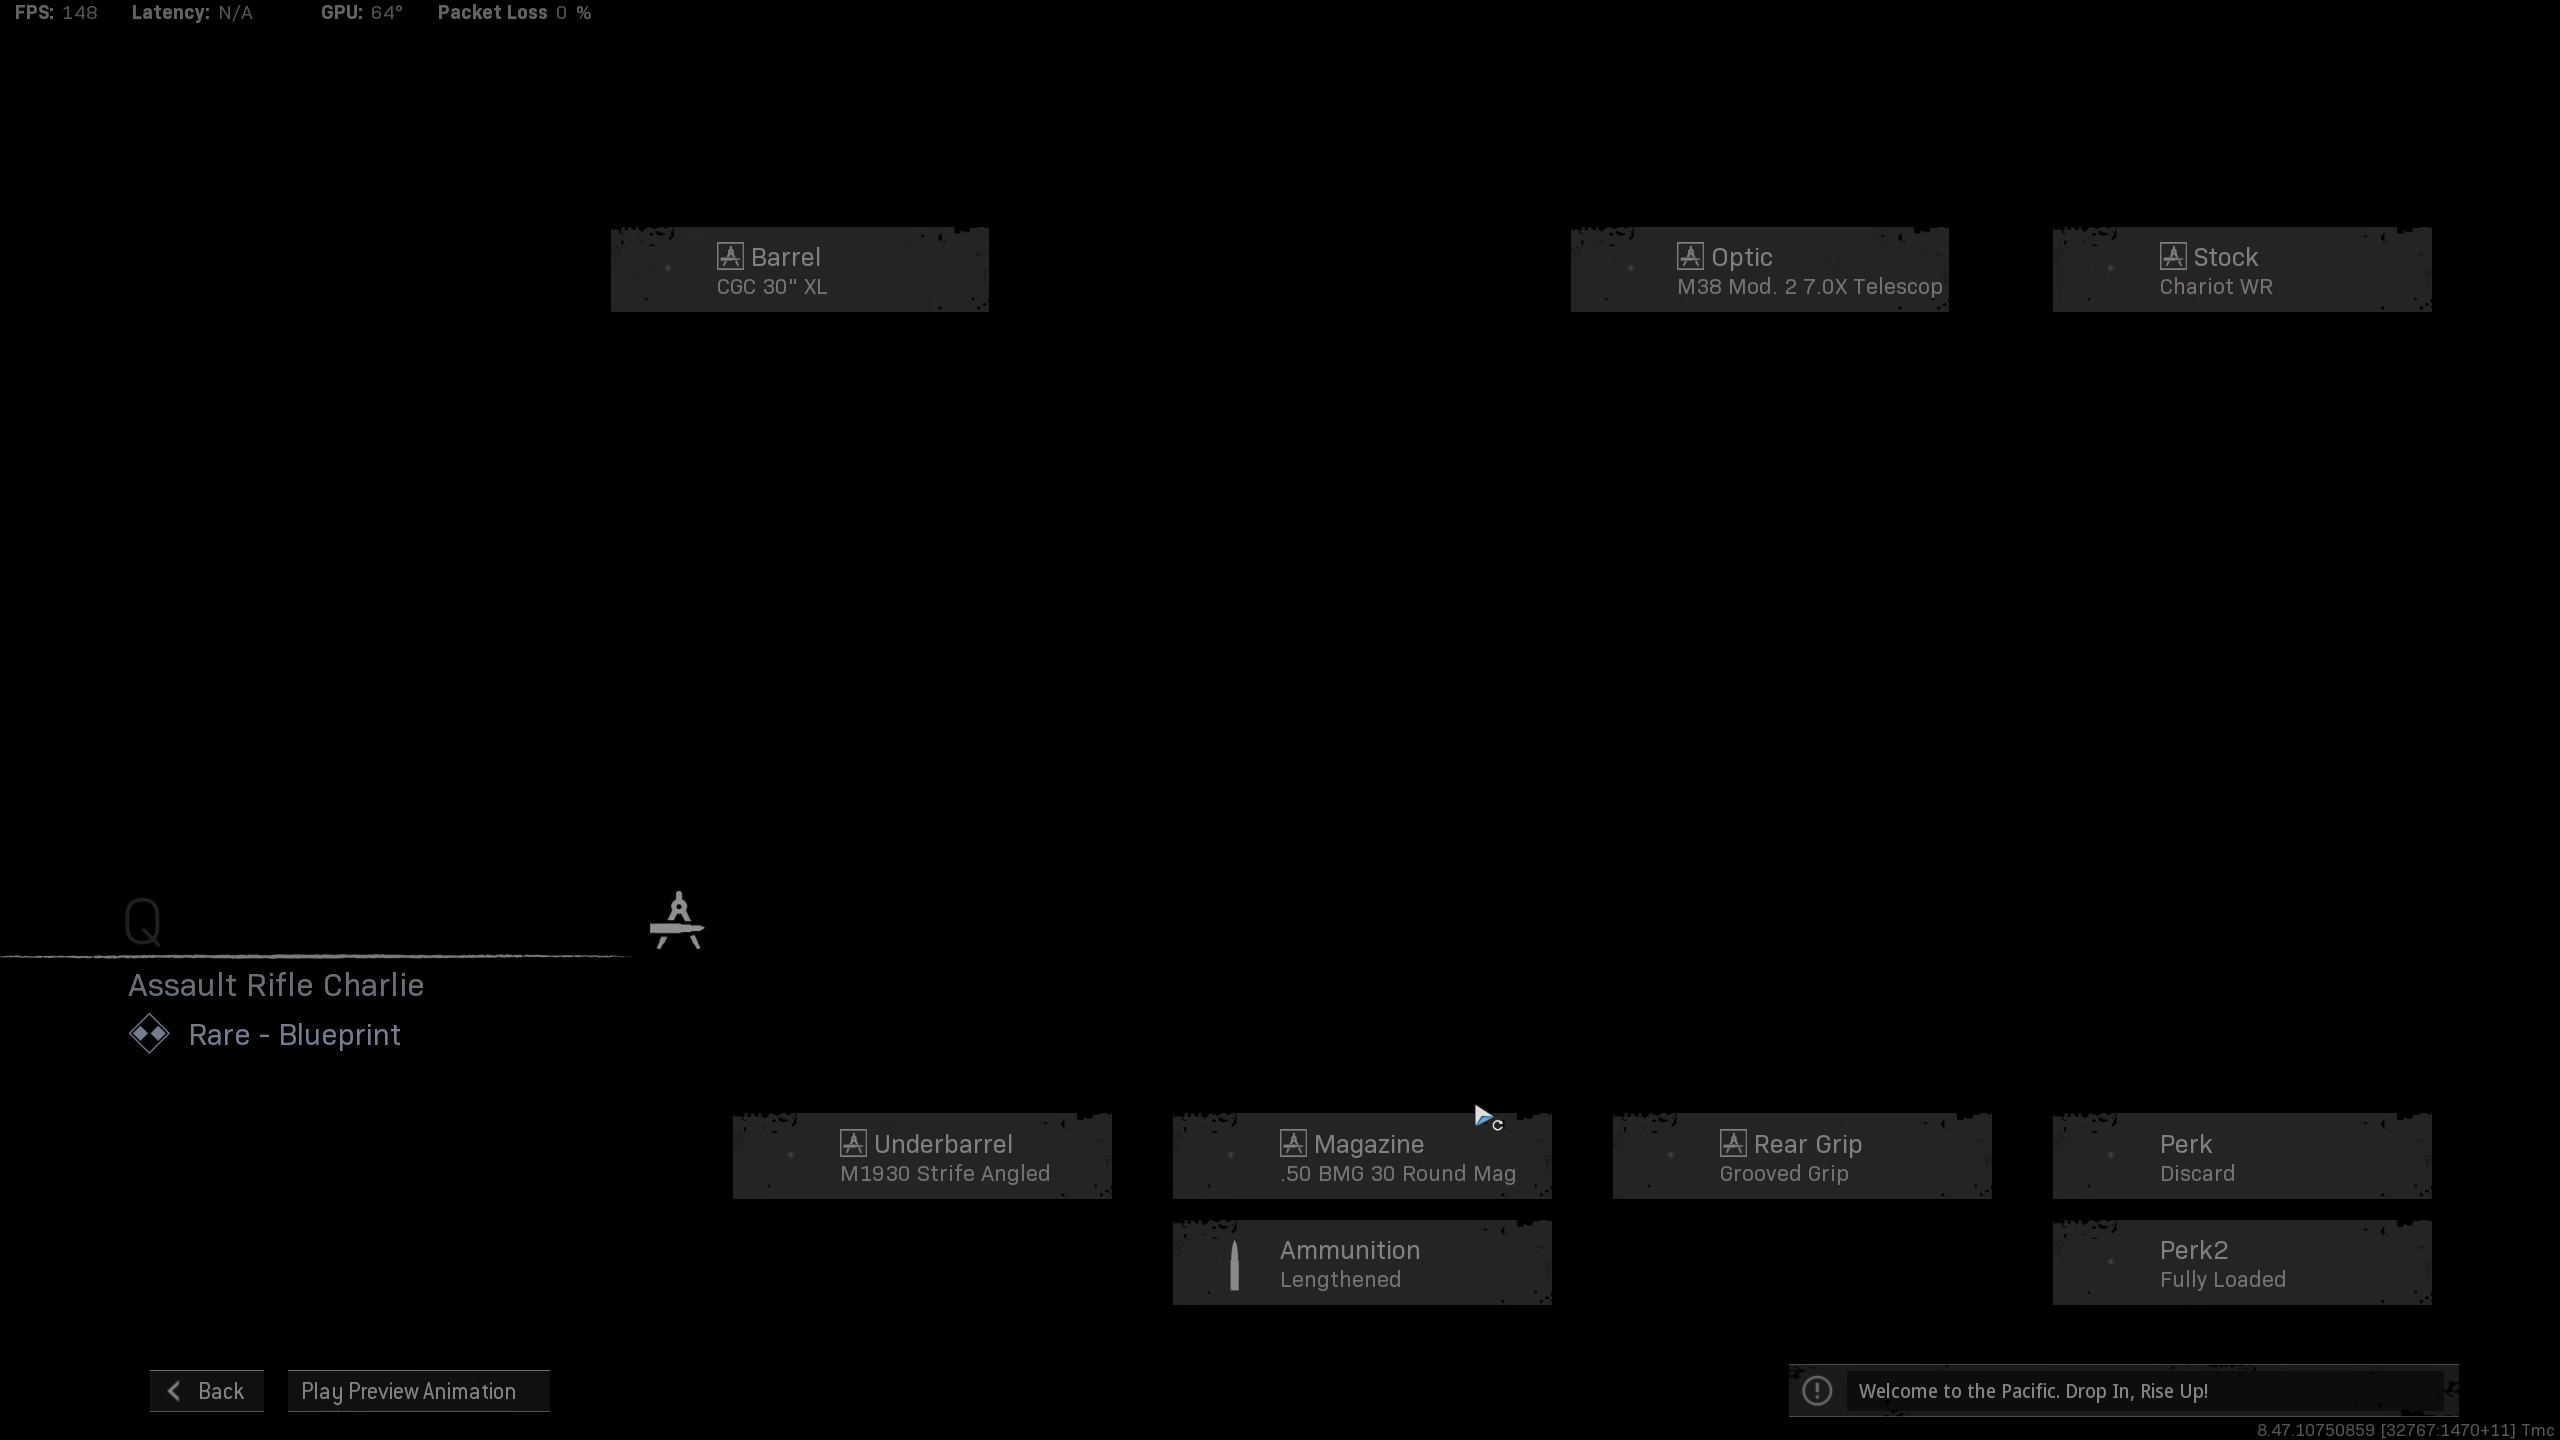 FPS: 148 Latency: N/A GPU: 64° Packet Loss 0 %
Barrel
CGC 30" XL
Optic
M38 Mod. 2 7.0X Telescop
Stock
Chariot WR
Q
Assault Rifle Charlie
Rare - Blueprint
Underbarrel
M1930 Strife Angled
Magazine
.50 BMG 30 Round Mag
Rear Grip
Grooved Grip
Perk
Discard
Ammunition
Lengthened
Perk2
Fully Loaded
Back
Play Preview Animation
Welcome to the Pacific. Drop In, Rise Up!
8.47.10750859 [32767:1470+11] Tmc